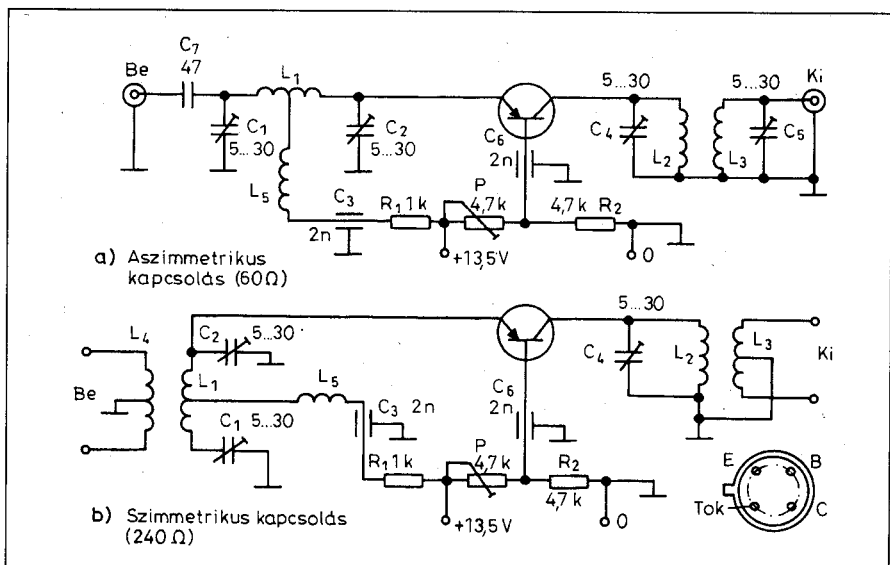 Be
C7
47
L1
C1
5...30
C2
5...30
L5
C3
2n
R1 1k
P
4,7k
+13,5V
C6
2n
4,7k R2
0
5...30
C4
L2
L3
5...30
C5
Ki
a) Aszimmetrikus
kapcsolás (60Ω)
L4
Be
C2 5...30
L1
C1 5...30
L5
C3 2n
R1 1k
P
4,7k
+13,5V
C6
2n
R2
4,7k
0
5...30
C4
L2
L3
Ki
E
B
Tok
C
b) Szimmetrikus kapcsolás
(240Ω)